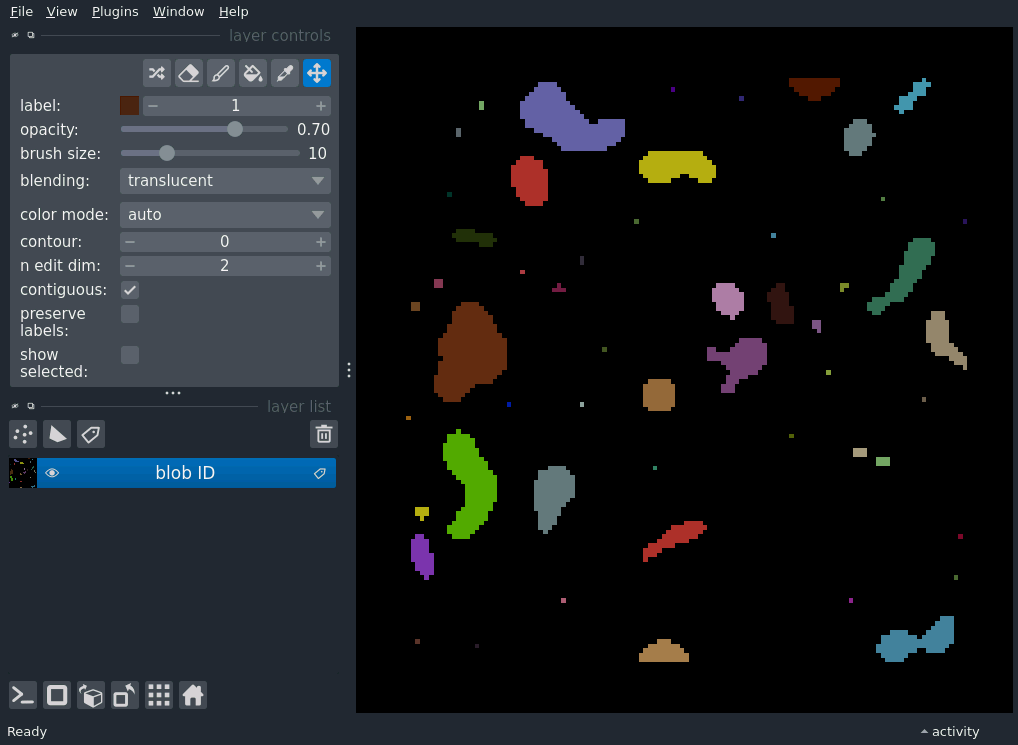 File View Plugins Window Help
layer controls
label: 1
opacity: 0.70
brush size: 10
blending: translucent
color mode: auto
contour: 0
n edit dim: 2
contiguous:
preserve
labels:
show
selected:
layer list
blob ID
Ready
activity